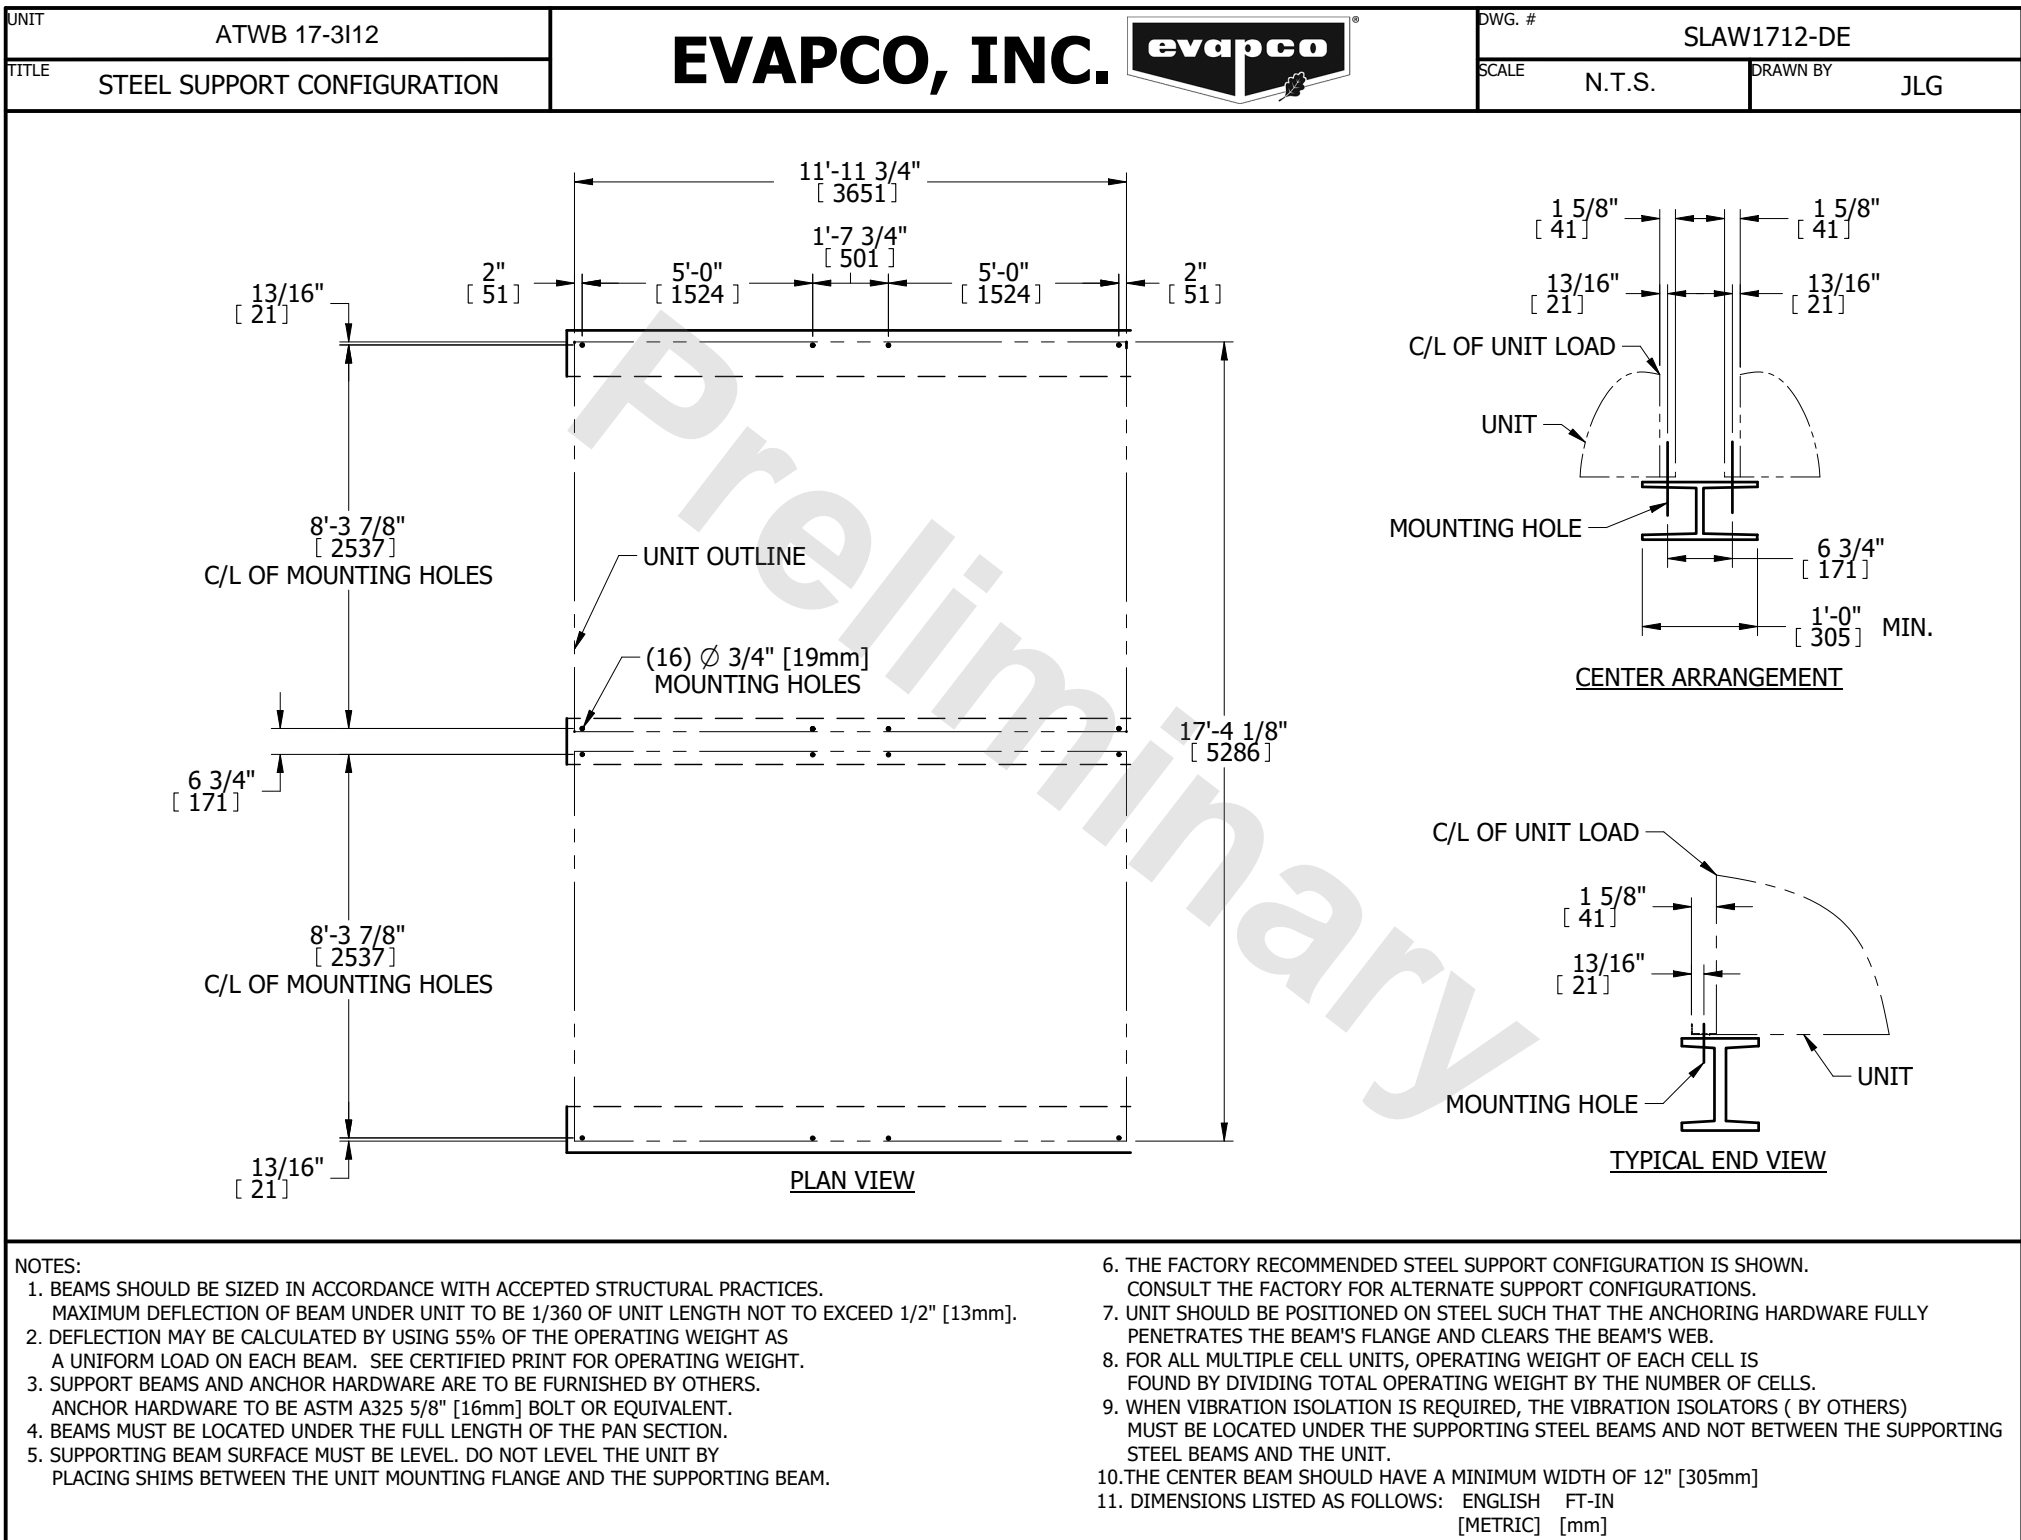 UNIT
ATWB 17-3I12
TITLE
STEEL SUPPORT CONFIGURATION
EVAPCO, INC.
evapco
®
DWG. #
SLAW1712-DE
SCALE
N.T.S.
DRAWN BY
JLG
11'-11 3/4"
[ 3651]
1'-7 3/4"
[ 501 ]
2"
[ 51]
5'-0"
[ 1524 ]
5'-0"
[ 1524]
2"
[ 51]
13/16"
[ 21]
8'-3 7/8"
[ 2537]
C/L OF MOUNTING HOLES
UNIT OUTLINE
(16) Ø 3/4" [19mm]
MOUNTING HOLES
6 3/4"
[ 171]
17'-4 1/8"
[ 5286]
8'-3 7/8"
[ 2537]
C/L OF MOUNTING HOLES
13/16"
[ 21]
PLAN VIEW
Preliminary
1 5/8"
[ 41]
1 5/8"
[ 41]
13/16"
[ 21]
13/16"
[ 21]
C/L OF UNIT LOAD
UNIT
MOUNTING HOLE
6 3/4"
[ 171]
1'-0"
[ 305] MIN.
CENTER ARRANGEMENT
C/L OF UNIT LOAD
1 5/8"
[ 41]
13/16"
[ 21]
UNIT
MOUNTING HOLE
TYPICAL END VIEW
NOTES:
1. BEAMS SHOULD BE SIZED IN ACCORDANCE WITH ACCEPTED STRUCTURAL PRACTICES.
MAXIMUM DEFLECTION OF BEAM UNDER UNIT TO BE 1/360 OF UNIT LENGTH NOT TO EXCEED 1/2" [13mm].
2. DEFLECTION MAY BE CALCULATED BY USING 55% OF THE OPERATING WEIGHT AS
A UNIFORM LOAD ON EACH BEAM. SEE CERTIFIED PRINT FOR OPERATING WEIGHT.
3. SUPPORT BEAMS AND ANCHOR HARDWARE ARE TO BE FURNISHED BY OTHERS.
ANCHOR HARDWARE TO BE ASTM A325 5/8" [16mm] BOLT OR EQUIVALENT.
4. BEAMS MUST BE LOCATED UNDER THE FULL LENGTH OF THE PAN SECTION.
5. SUPPORTING BEAM SURFACE MUST BE LEVEL. DO NOT LEVEL THE UNIT BY
PLACING SHIMS BETWEEN THE UNIT MOUNTING FLANGE AND THE SUPPORTING BEAM.
6. THE FACTORY RECOMMENDED STEEL SUPPORT CONFIGURATION IS SHOWN.
CONSULT THE FACTORY FOR ALTERNATE SUPPORT CONFIGURATIONS.
7. UNIT SHOULD BE POSITIONED ON STEEL SUCH THAT THE ANCHORING HARDWARE FULLY
PENETRATES THE BEAM'S FLANGE AND CLEARS THE BEAM'S WEB.
8. FOR ALL MULTIPLE CELL UNITS, OPERATING WEIGHT OF EACH CELL IS
FOUND BY DIVIDING TOTAL OPERATING WEIGHT BY THE NUMBER OF CELLS.
9. WHEN VIBRATION ISOLATION IS REQUIRED, THE VIBRATION ISOLATORS ( BY OTHERS)
MUST BE LOCATED UNDER THE SUPPORTING STEEL BEAMS AND NOT BETWEEN THE SUPPORTING
STEEL BEAMS AND THE UNIT.
10.THE CENTER BEAM SHOULD HAVE A MINIMUM WIDTH OF 12" [305mm]
11. DIMENSIONS LISTED AS FOLLOWS: ENGLISH FT-IN
[METRIC] [mm]